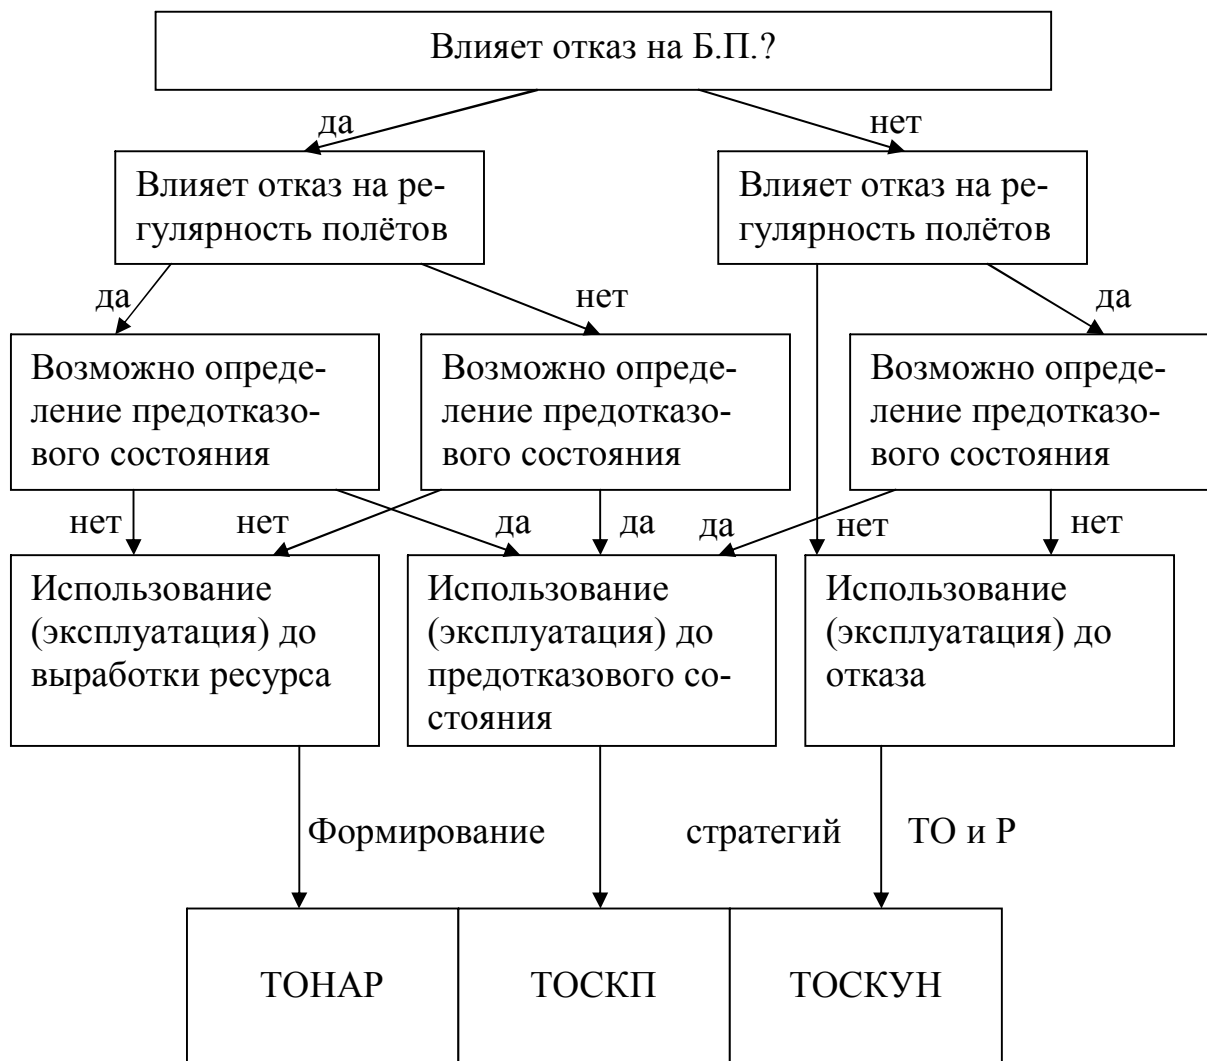 Влияет отказ на Б.П.?
да
нет
Влияет отказ на ре-
гулярность полётов
Влияет отказ на ре-
гулярность полётов
да
нет
да
Возможно опреде-
ление предотказо-
вого состояния
Возможно опреде-
ление предотказо-
вого состояния
Возможно опреде-
ление предотказо-
вого состояния
нет
нет
да
да
да
нет
нет
Использование
(эксплуатация) до
выработки ресурса
Использование
(эксплуатация) до
предотказового со-
стояния
Использование
(эксплуатация) до
отказа
Формирование
стратегий
ТО и Р
ТОНАР
ТОСКП
ТОСКУН